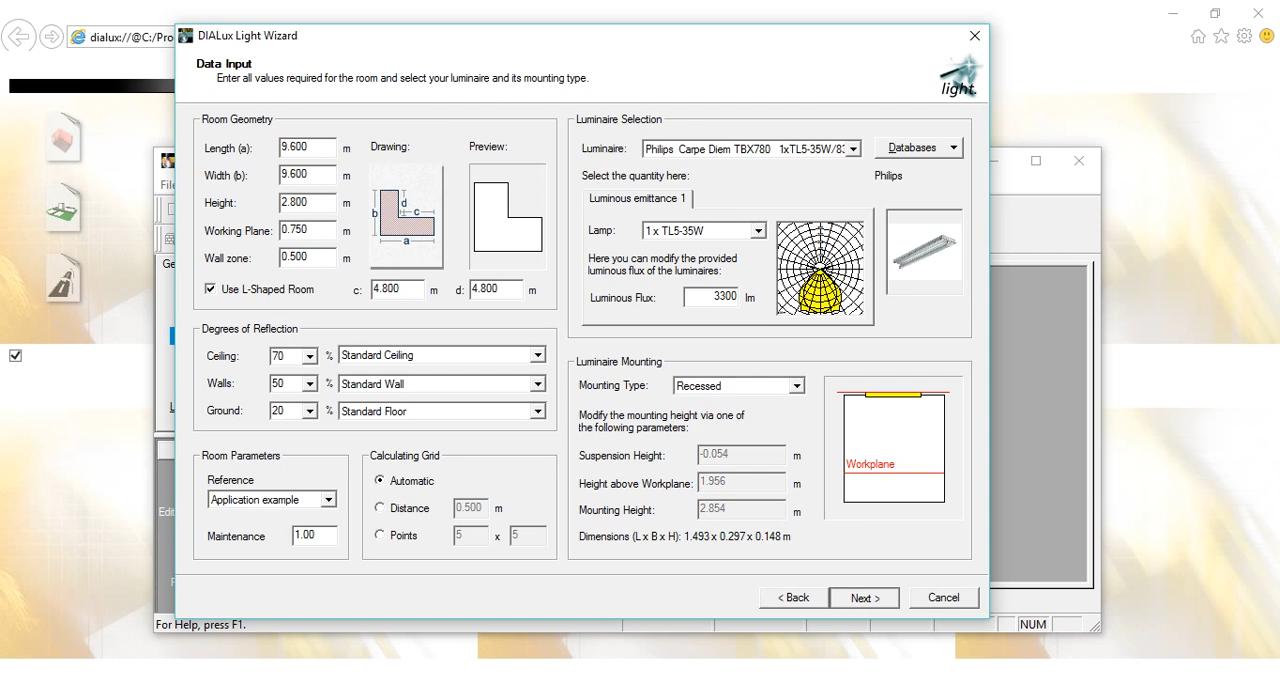 dialux://@C:/Pro
DIALux Light Wizard
Data Input
Enter all values required for the room and select your luminaire and its mounting type.
light.
Room Geometry
Length (a): 9.600 m
Width (b): 9.600 m
Height: 2.800 m
Working Plane: 0.750 m
Wall zone: 0.500 m
Drawing:
Preview:
b d c a
Use L-Shaped Room c: 4.800 m d: 4.800 m
Degrees of Reflection
Ceiling: 70 % Standard Ceiling
Walls: 50 % Standard Wall
Ground: 20 % Standard Floor
Room Parameters
Reference
Application example
Maintenance 1.00
Calculating Grid
Automatic
Distance 0.500 m
Points 5 x 5
Luminaire Selection
Luminaire: Philips Carpe Diem TBX780 1xTL5-35W/8
Databases
Select the quantity here:
Philips
Luminous emittance 1
Lamp: 1 x TL5-35W
Here you can modify the provided
luminous flux of the luminaires:
Luminous Flux: 3300 lm
Luminaire Mounting
Mounting Type: Recessed
Modify the mounting height via one of
the following parameters:
Suspension Height: -0.054 m
Height above Workplane: 1.956 m
Mounting Height: 2.854 m
Dimensions (L x B x H): 1.493 x 0.297 x 0.148 m
Workplane
< Back
Next >
Cancel
File
Ge
Edit
For Help, press F1.
NUM